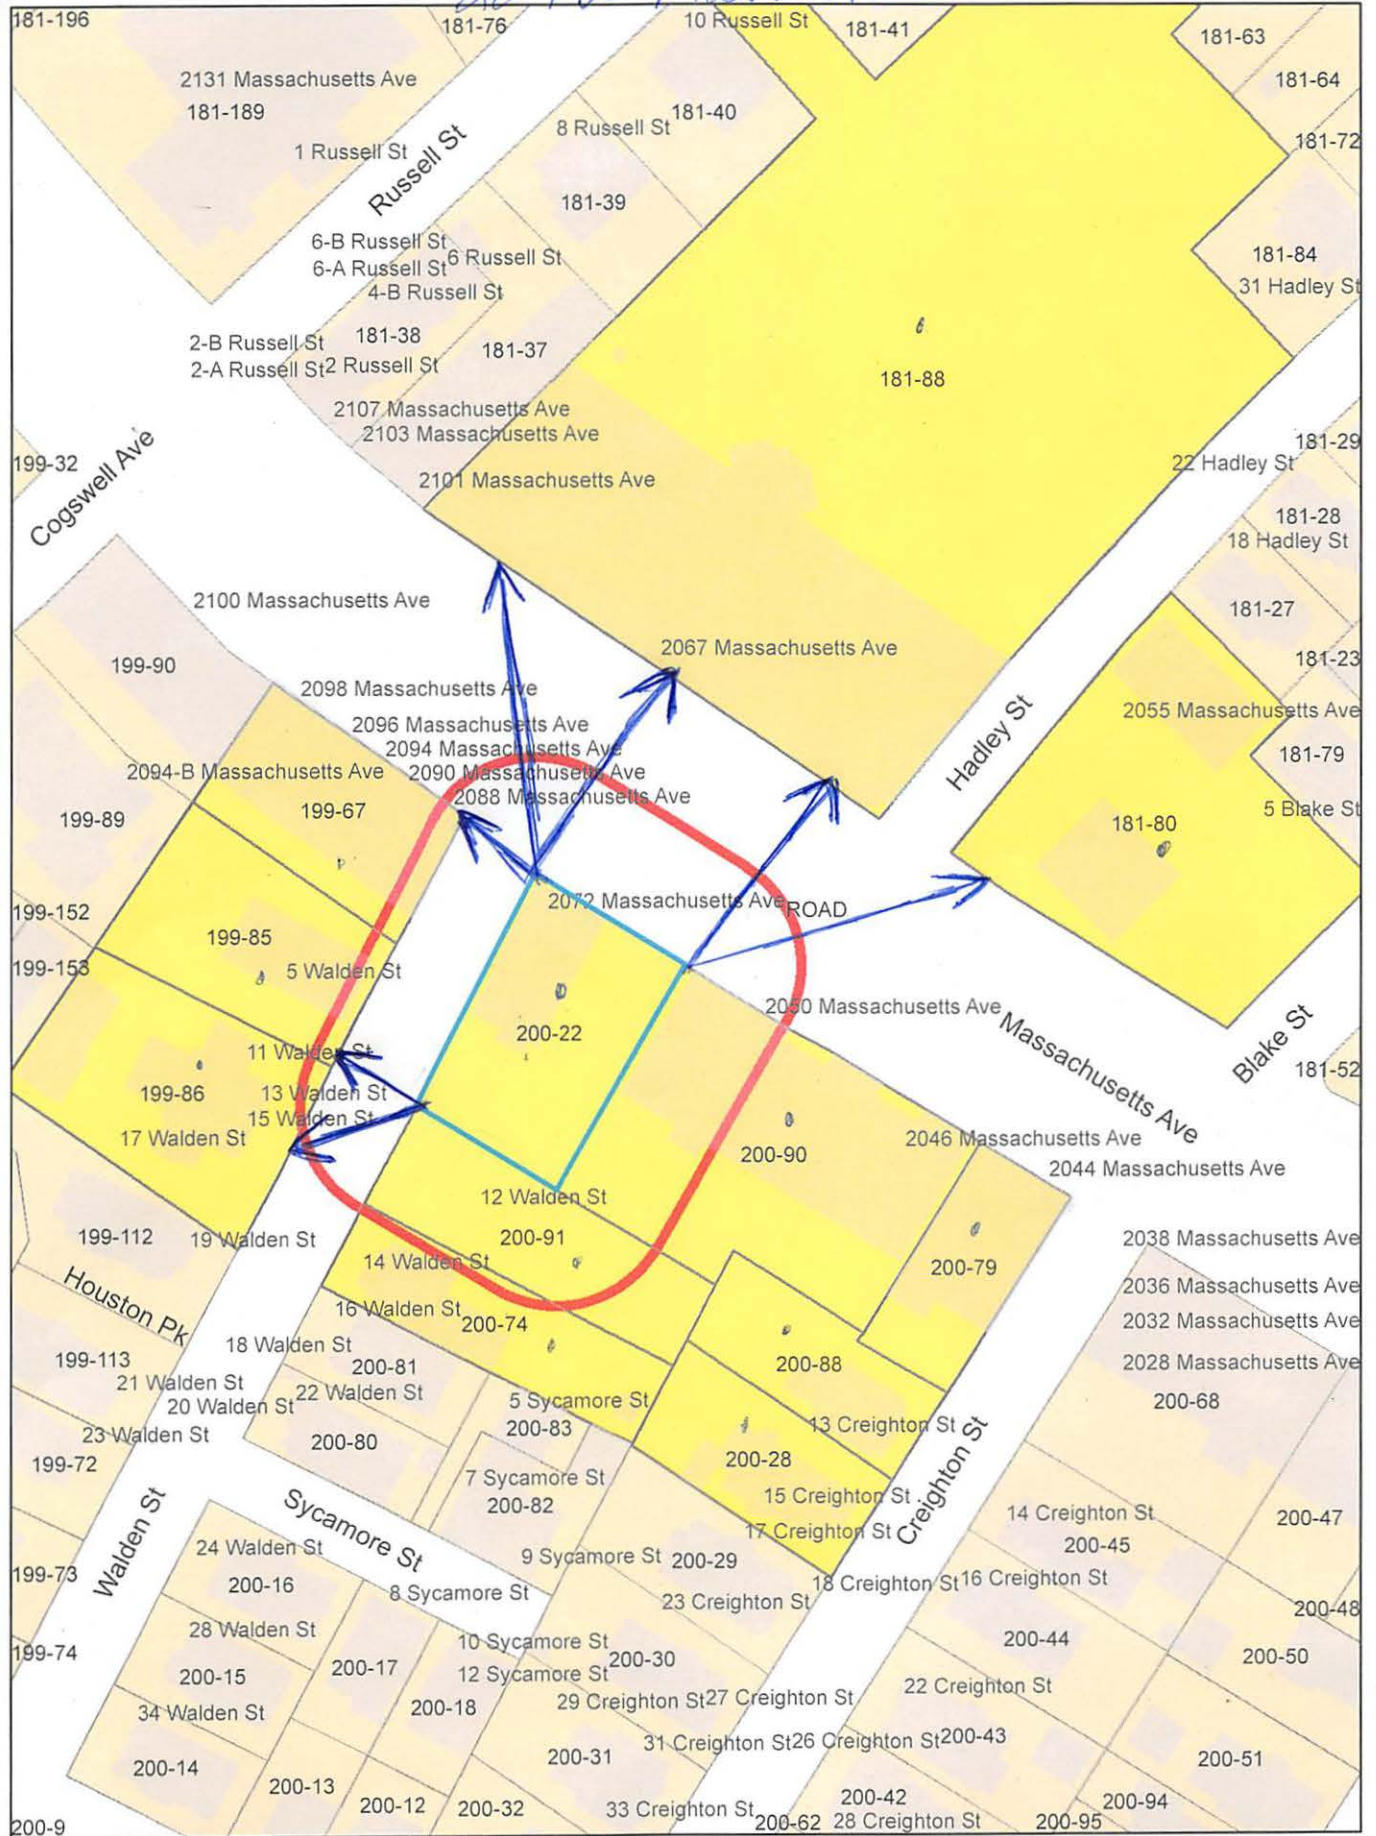 10 Russell St
181-196
181-76
181-41
181-63
2131 Massachusetts Ave
181-64
181-189
8 Russell St
181-40
181-72
1 Russell St
Russell St
181-39
6-B Russell St
6 Russell St
181-84
6-A Russell St
31 Hadley St
4-B Russell St
6
2-B Russell St
181-38
181-37
2-A Russell St
2 Russell St
181-88
2107 Massachusetts Ave
2103 Massachusetts Ave
181-29
199-32
22 Hadley St
Cogswell Ave
2101 Massachusetts Ave
181-28
18 Hadley St
2100 Massachusetts Ave
181-27
199-90
2067 Massachusetts Ave
181-23
2098 Massachusetts Ave
2055 Massachusetts Ave
2096 Massachusetts Ave
Hadley St
2094 Massachusetts Ave
181-79
2094-B Massachusetts Ave
2090 Massachusetts Ave
2088 Massachusetts Ave
199-67
5 Blake St
199-89
181-80
2072 Massachusetts Ave
ROAD
199-152
199-85
199-153
5 Walden St
2050 Massachusetts Ave
200-22
Massachusetts Ave
Blake St
11 Walden St
181-52
199-86
13 Walden St
15 Walden St
17 Walden St
2046 Massachusetts Ave
200-90
2044 Massachusetts Ave
12 Walden St
199-112
19 Walden St
200-91
2038 Massachusetts Ave
14 Walden St
200-79
2036 Massachusetts Ave
Houston Pk
16 Walden St
200-74
2032 Massachusetts Ave
18 Walden St
199-113
200-81
200-88
2028 Massachusetts Ave
21 Walden St
22 Walden St
5 Sycamore St
200-68
20 Walden St
23 Walden St
200-80
200-83
13 Creighton St
199-72
200-28
7 Sycamore St
15 Creighton St
Creighton St
Walden St
Sycamore St
200-82
14 Creighton St
200-47
17 Creighton St
24 Walden St
200-45
9 Sycamore St
200-29
199-73
200-16
8 Sycamore St
18 Creighton St
16 Creighton St
23 Creighton St
200-48
28 Walden St
10 Sycamore St
200-44
199-74
200-17
200-30
200-50
200-15
12 Sycamore St
22 Creighton St
34 Walden St
200-18
29 Creighton St
27 Creighton St
31 Creighton St
26 Creighton St
200-43
200-14
200-31
200-51
200-13
200-12
200-32
33 Creighton St
200-42
200-94
200-9
200-62
28 Creighton St
200-95